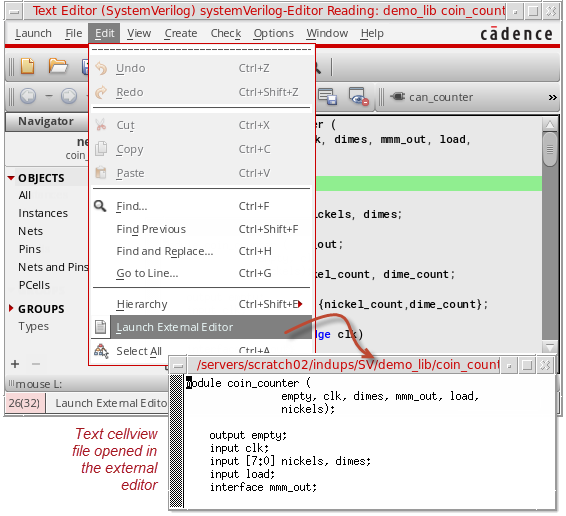 Text Editor (SystemVerilog) systemVerilog-Editor Reading: demo_lib coin_count
Launch File Edit View Create Check Options Window Help cādence
Undo Ctrl+Z
Redo Ctrl+Shift+Z
can_counter »
Navigator
Cut Ctrl+X
Copy Ctrl+C
Paste Ctrl+V
ne
coin_
er (
k, dimes, mmm_out, load,
OBJECTS
All
Instances
Nets
Pins
Nets and Pins
PCells
GROUPS
Types
Find... Ctrl+F
Find Previous Ctrl+Shift+F
Find and Replace... Ctrl+H
Go to Line... Ctrl+G
Hierarchy Ctrl+Shift+E
Launch External Editor
Select All Ctrl+A
ickels, dimes;
_out;
kel_count, dime_count;
{nickel_count,dime_count};
dge clk)
mouse L:
26(32) Launch External Editor
/servers/scratch02/indups/SV/demo_lib/coin_count
module coin_counter (
empty, clk, dimes, mmm_out, load,
nickels);
output empty;
input clk;
input [7:0] nickels, dimes;
input load;
interface mmm_out;
Text cellview
file opened in
the external
editor